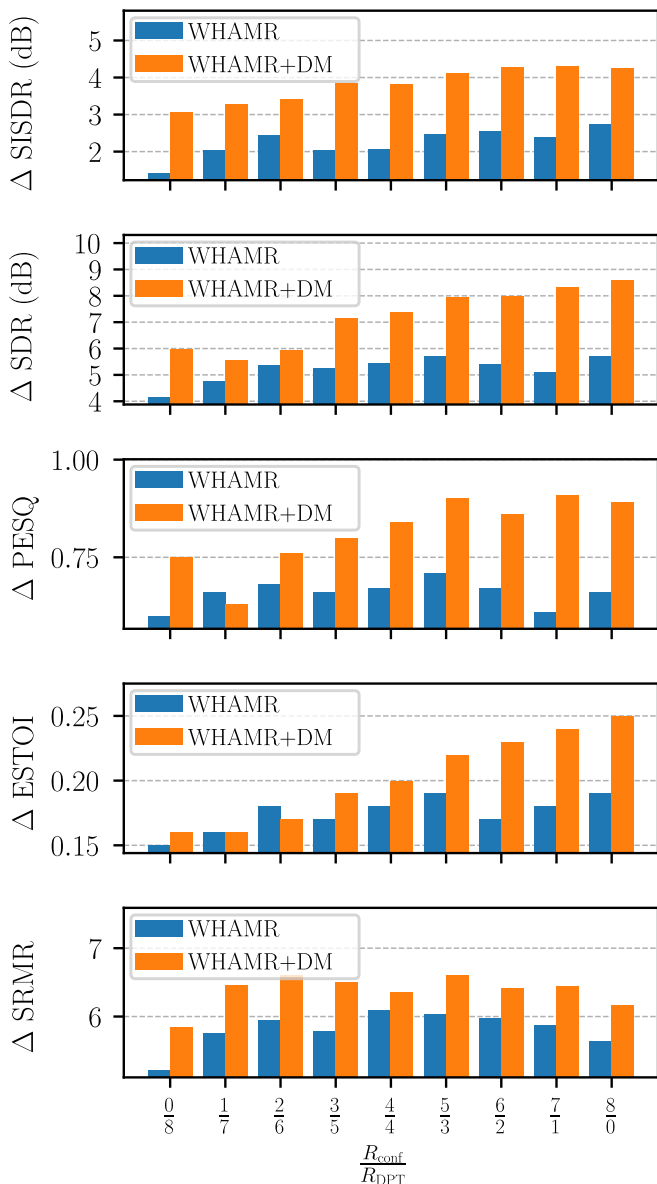 Δ SISDR (dB)
5
4
3
2
WHAMR
WHAMR+DM
Δ SDR (dB)
10
9
8
7
6
5
4
WHAMR
WHAMR+DM
Δ PESQ
1.00
0.75
WHAMR
WHAMR+DM
Δ ESTOI
0.25
0.20
0.15
WHAMR
WHAMR+DM
Δ SRMR
7
6
WHAMR
WHAMR+DM
0/8 1/7 2/6 3/5 4/4 5/3 6/2 7/1 8/0
R_conf/R_DPT